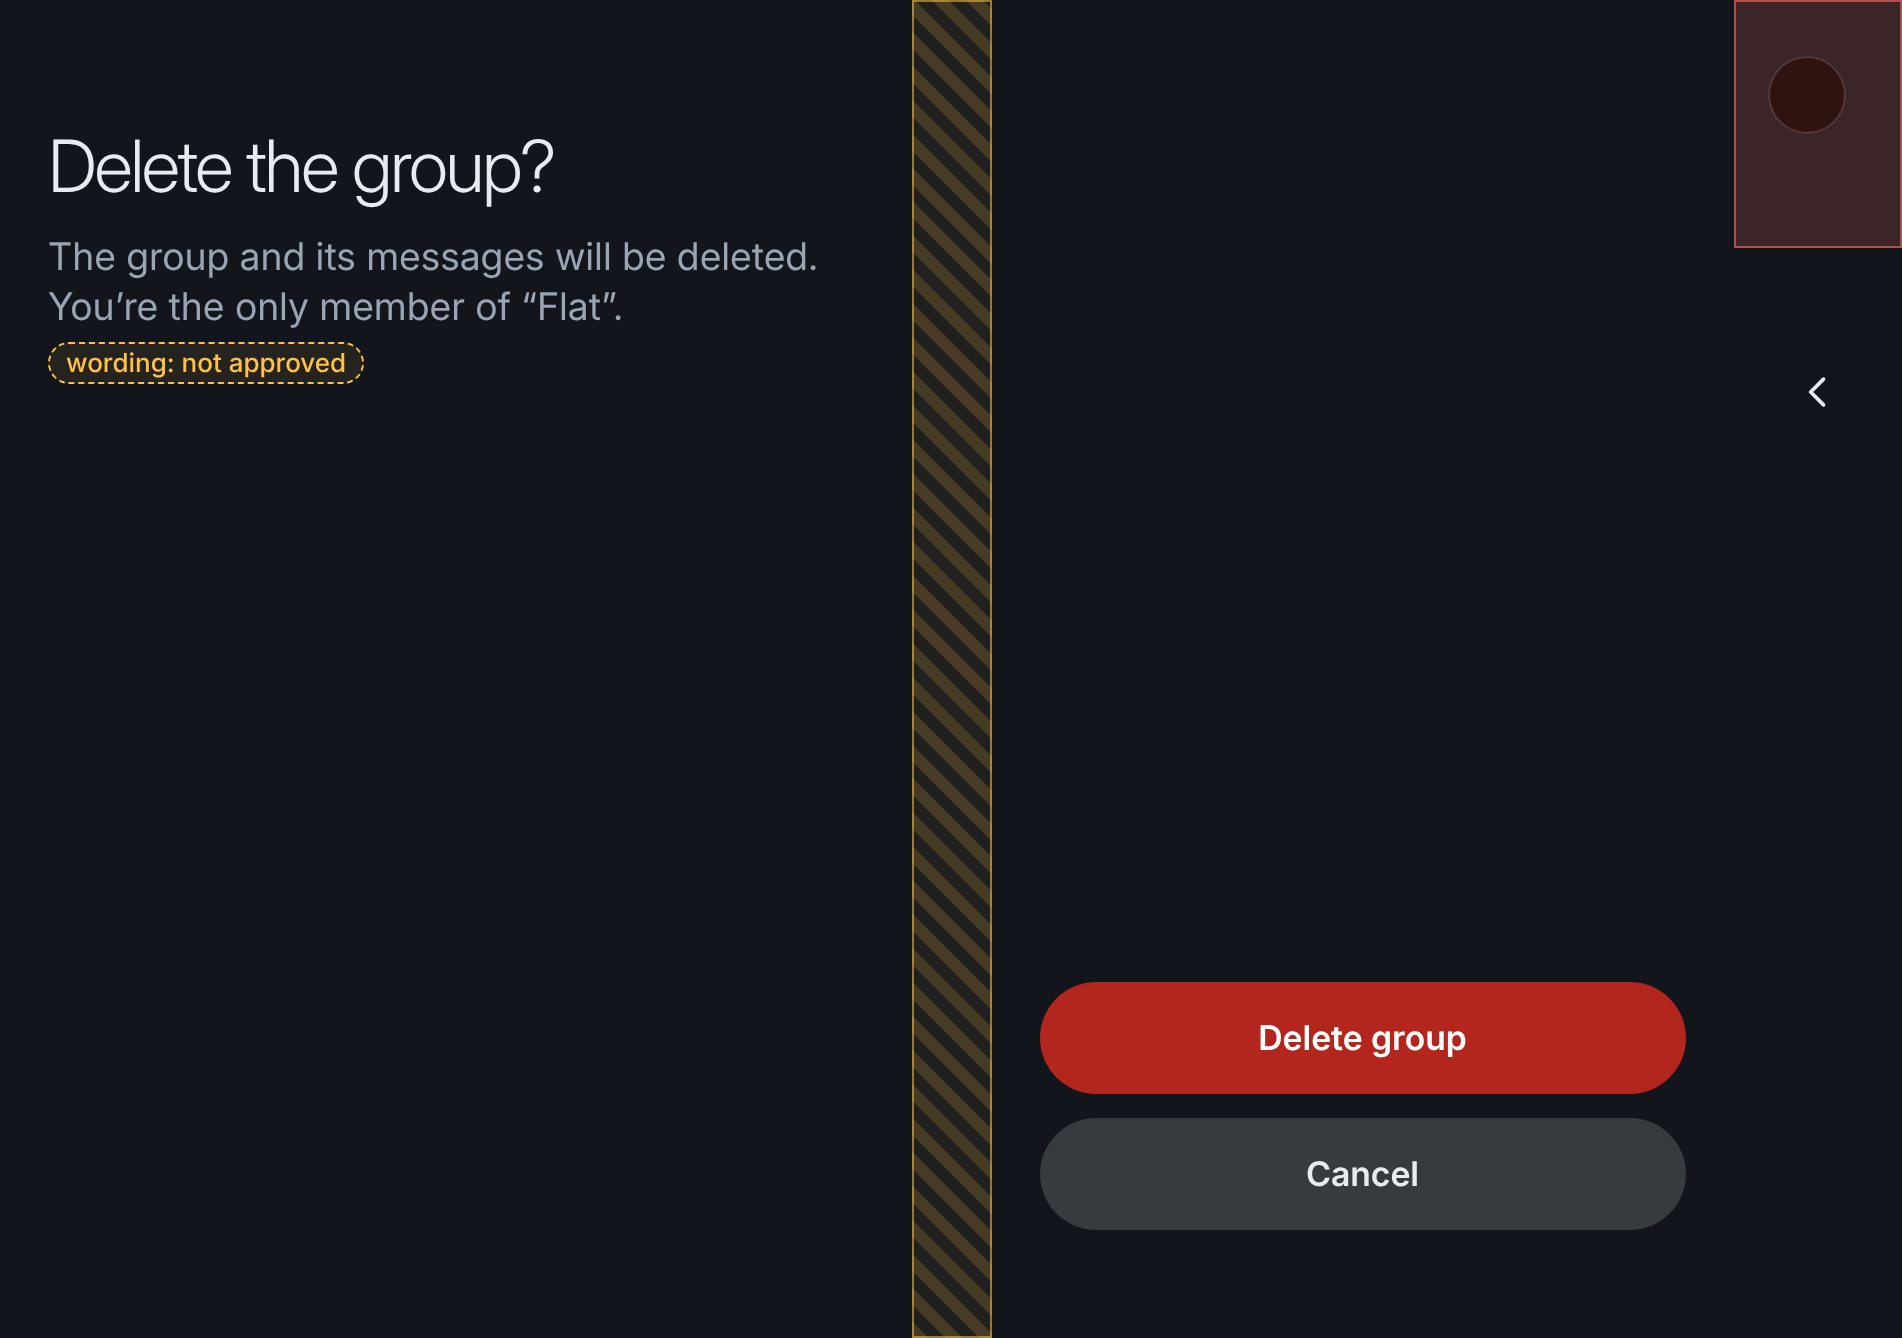 Delete the group?
The group and its messages will be deleted.
You’re the only member of “Flat”.
wording: not approved
Delete group
Cancel